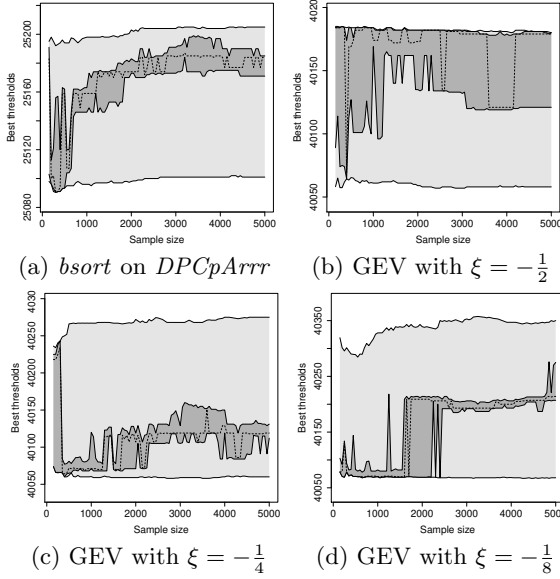 Best thresholds
25080 25120 25160 25200
0 1000 2000 3000 4000 5000
Sample size
(a) bsort on DPCpArrr
Best thresholds
40050 40100 40150 4020
0 1000 2000 3000 4000 5000
Sample size
(b) GEV with ξ = −1/2
Best thresholds
40050 40100 40150 40200 40250 4030
0 1000 2000 3000 4000 5000
Sample size
(c) GEV with ξ = −1/4
Best thresholds
40050 40150 40250 40350
0 1000 2000 3000 4000 5000
Sample size
(d) GEV with ξ = −1/8